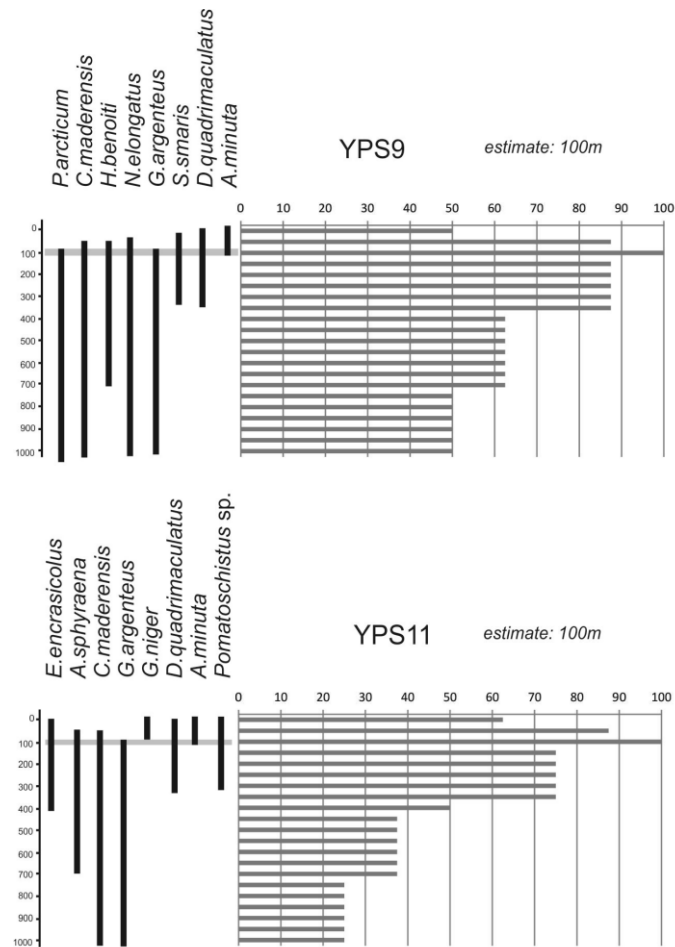 P.arcticum
C.maderensis
H.benoiti
N.elongatus
G.argenteus
S.smaris
D.quadrimaculatus
A.minuta
YPS9
estimate: 100m
0 10 20 30 40 50 60 70 80 90 100
0
100
200
300
400
500
600
700
800
900
1000
E.encrasicolus
A.sphyraena
C.maderensis
G.argenteus
G.niger
D.quadrimaculatus
A.minuta
Pomatoschistus sp.
YPS11
estimate: 100m
0 10 20 30 40 50 60 70 80 90 100
0
100
200
300
400
500
600
700
800
900
1000